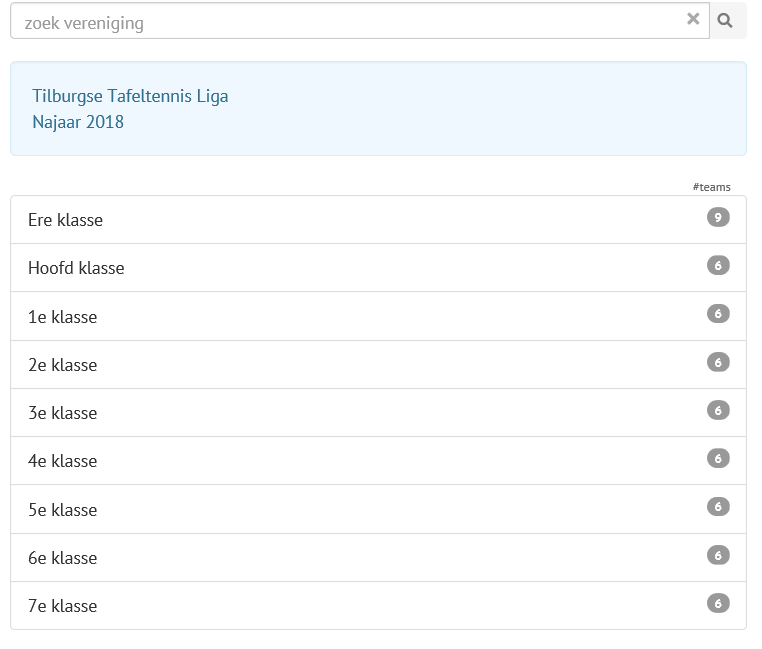 zoek vereniging
Tilburgse Tafeltennis Liga
Najaar 2018
#teams
Ere klasse 9
Hoofd klasse 6
1e klasse 6
2e klasse 6
3e klasse 6
4e klasse 6
5e klasse 6
6e klasse 6
7e klasse 6